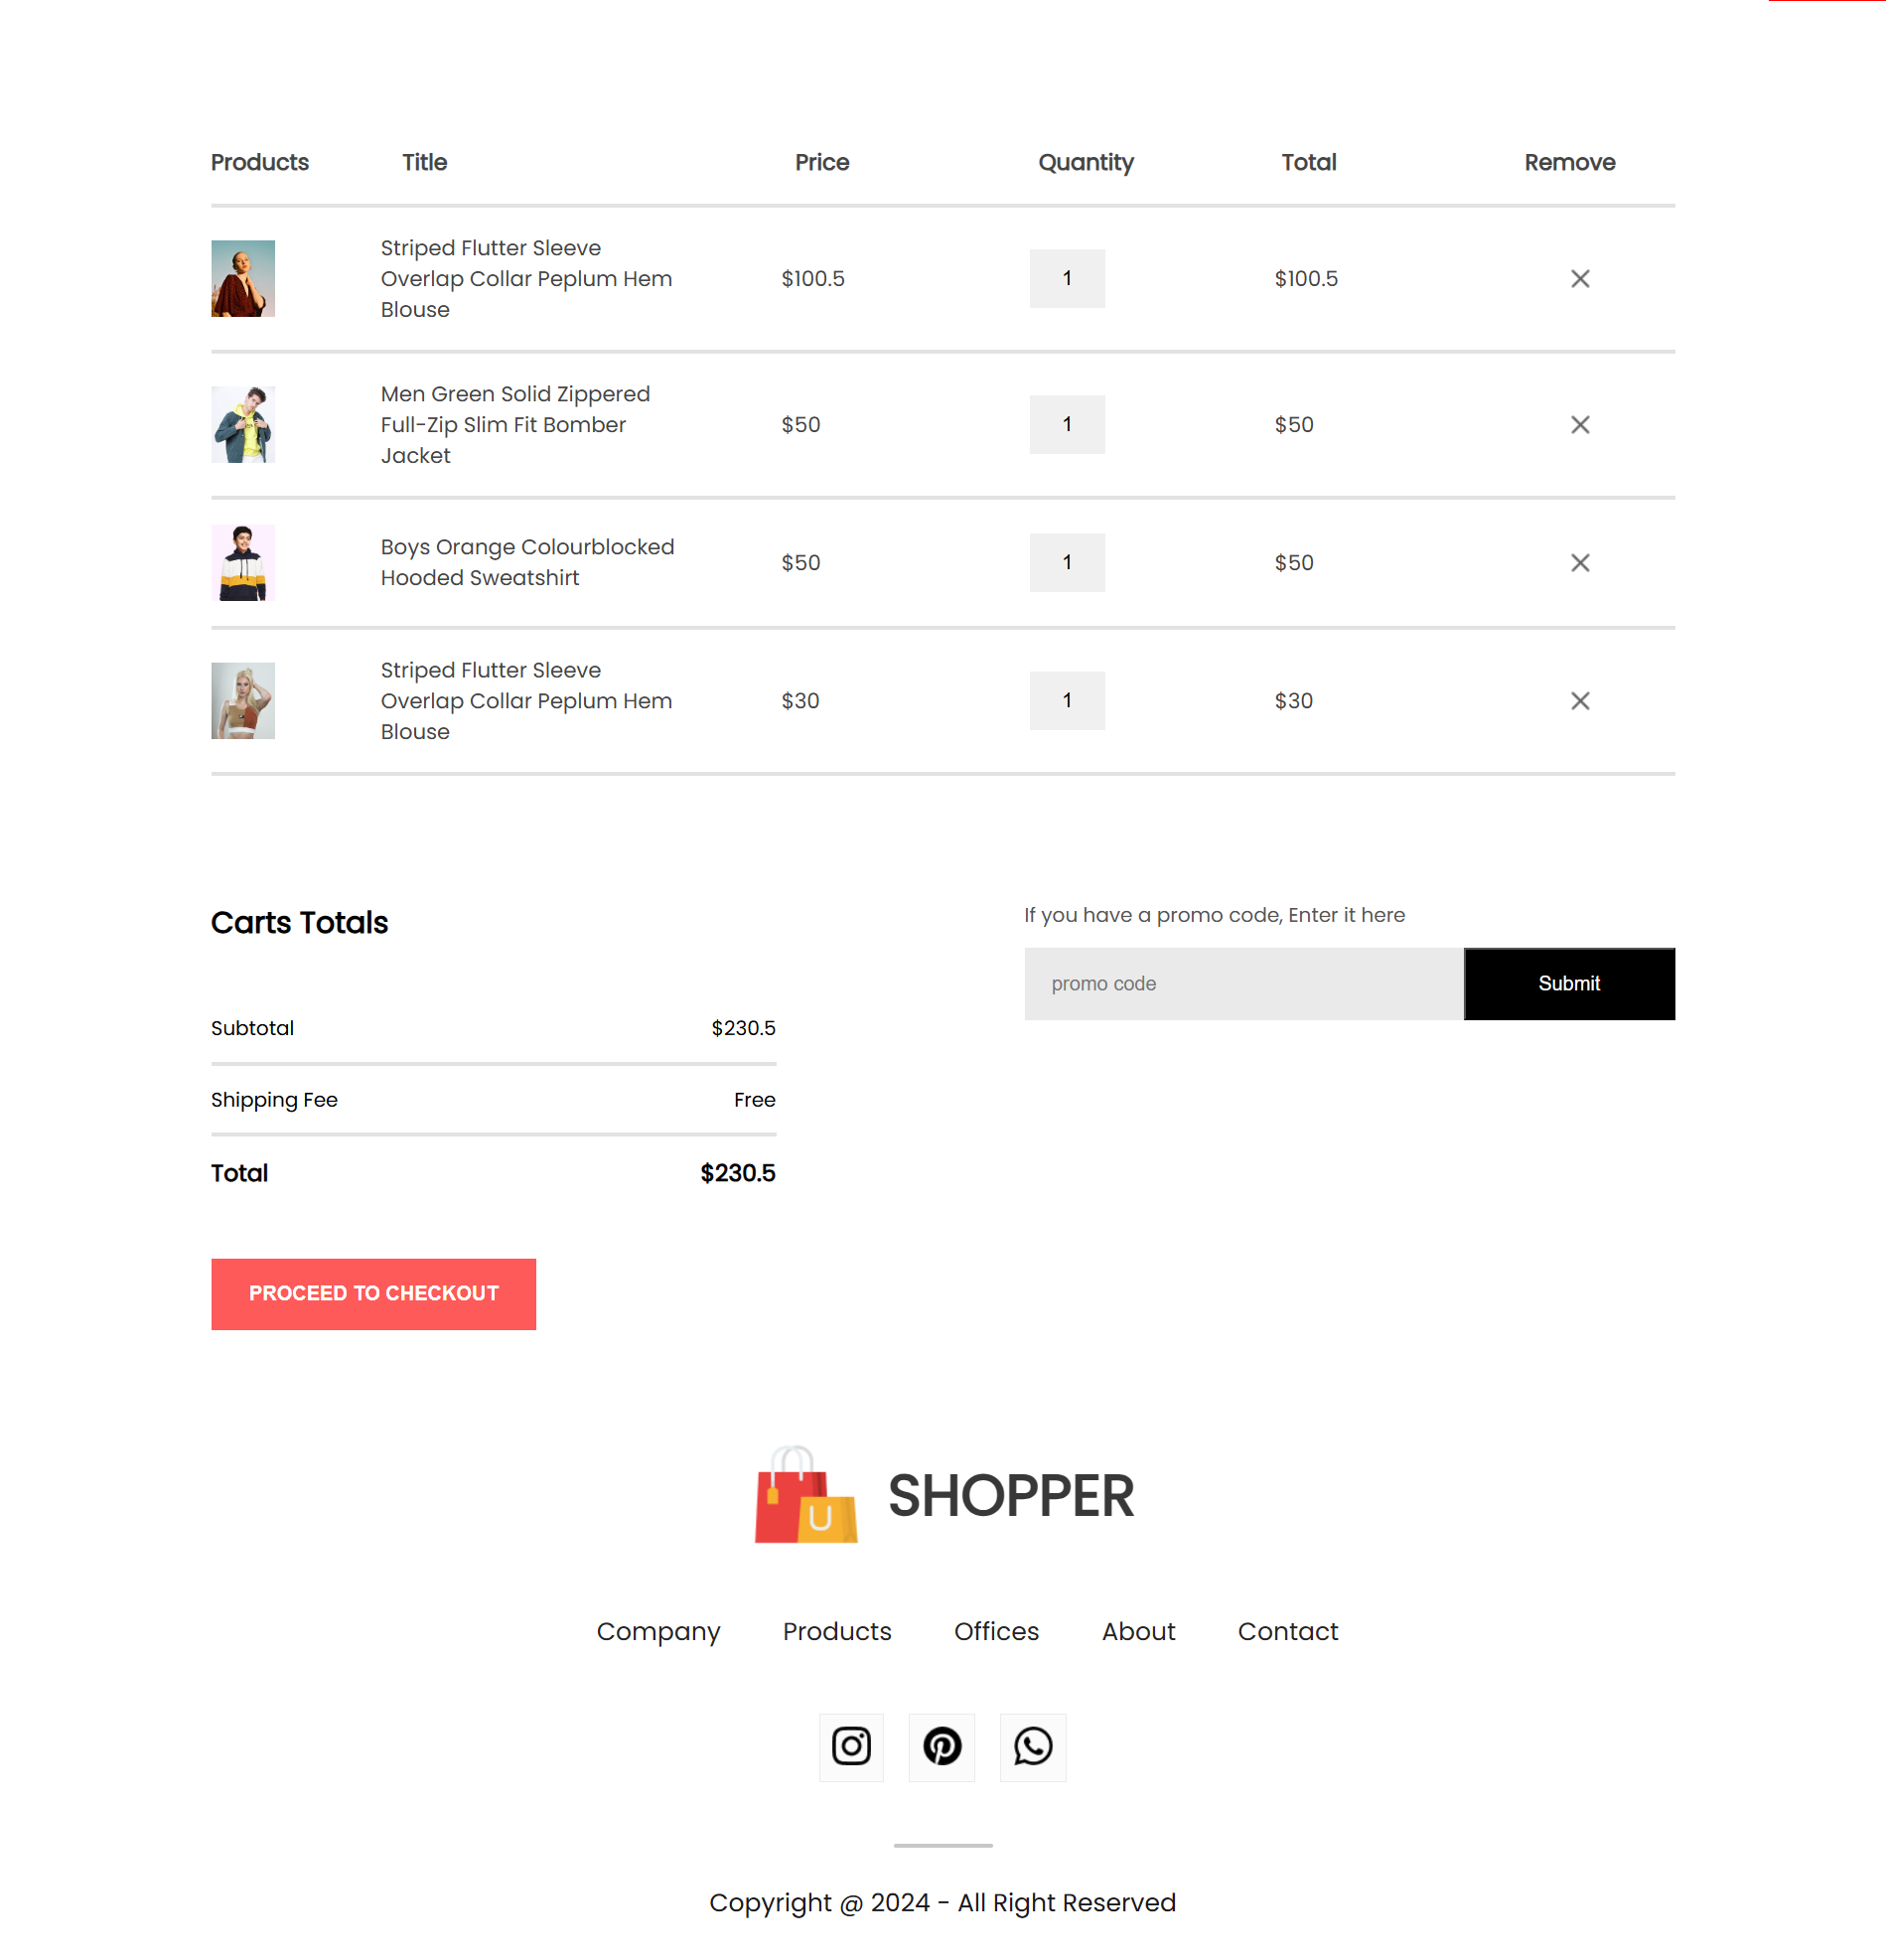 Products Title Price Quantity Total Remove
Striped Flutter Sleeve
Overlap Collar Peplum Hem
Blouse
$100.5 1 $100.5
Men Green Solid Zippered
Full-Zip Slim Fit Bomber
Jacket
$50 1 $50
Boys Orange Colourblocked
Hooded Sweatshirt
$50 1 $50
Striped Flutter Sleeve
Overlap Collar Peplum Hem
Blouse
$30 1 $30
Carts Totals
Subtotal $230.5
Shipping Fee Free
Total $230.5
PROCEED TO CHECKOUT
If you have a promo code, Enter it here
promo code Submit
SHOPPER
Company Products Offices About Contact
Copyright @ 2024 - All Right Reserved